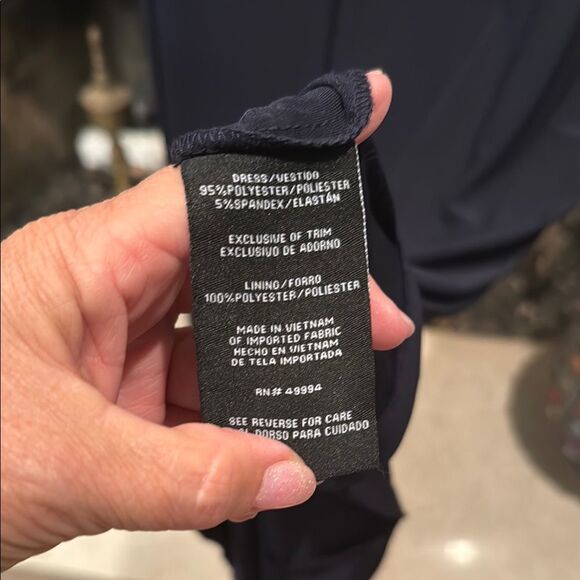 DRESS/VESTIDO
95%POLYESTER/POLIÉSTER
5%SPANDEX/ELASTÁN
EXCLUSIVE OF TRIM
EXCLUSIVO DE ADORNO
LINING/FORRO
100%POLYESTER/POLIESTER
MADE IN VIETNAM
OF IMPORTED FABRIC
HECHO EN VIETNAM
DE TELA IMPORTADA
RN# 49994
SEE REVERSE FOR CARE
DORSO PARA CUIDADO